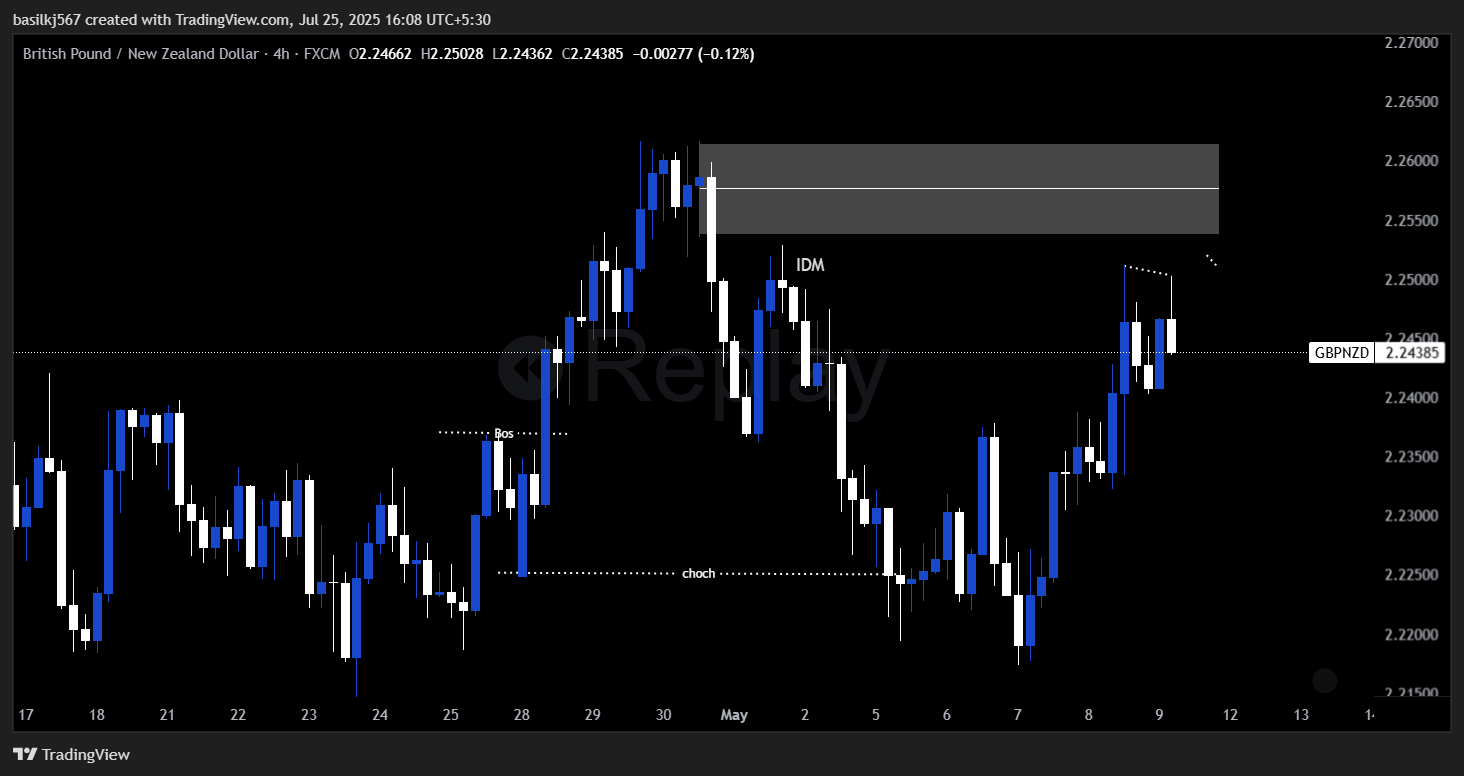 basilkj567 created with TradingView.com, Jul 25, 2025 16:08 UTC+5:30
British Pound / New Zealand Dollar · 4h · FXCM O2.24662 H2.25028 L2.24362 C2.24385 −0.00277 (−0.12%)
2.27000
2.26500
2.26000
2.25500
IDM
2.25000
2.24500
GBPNZD 2.24385
Replay
2.24000
Bos
2.23500
2.23000
choch
2.22500
2.22000
2.21500
17 18 21 22 23 24 25 28 29 30 May 2 5 6 7 8 9 12 13
TradingView